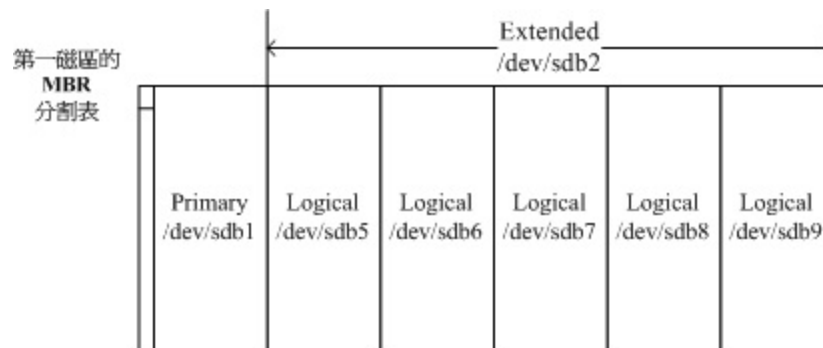 第一磁區的
MBR
分割表
Extended
/dev/sdb2
Primary
/dev/sdb1
Logical
/dev/sdb5
Logical
/dev/sdb6
Logical
/dev/sdb7
Logical
/dev/sdb8
Logical
/dev/sdb9